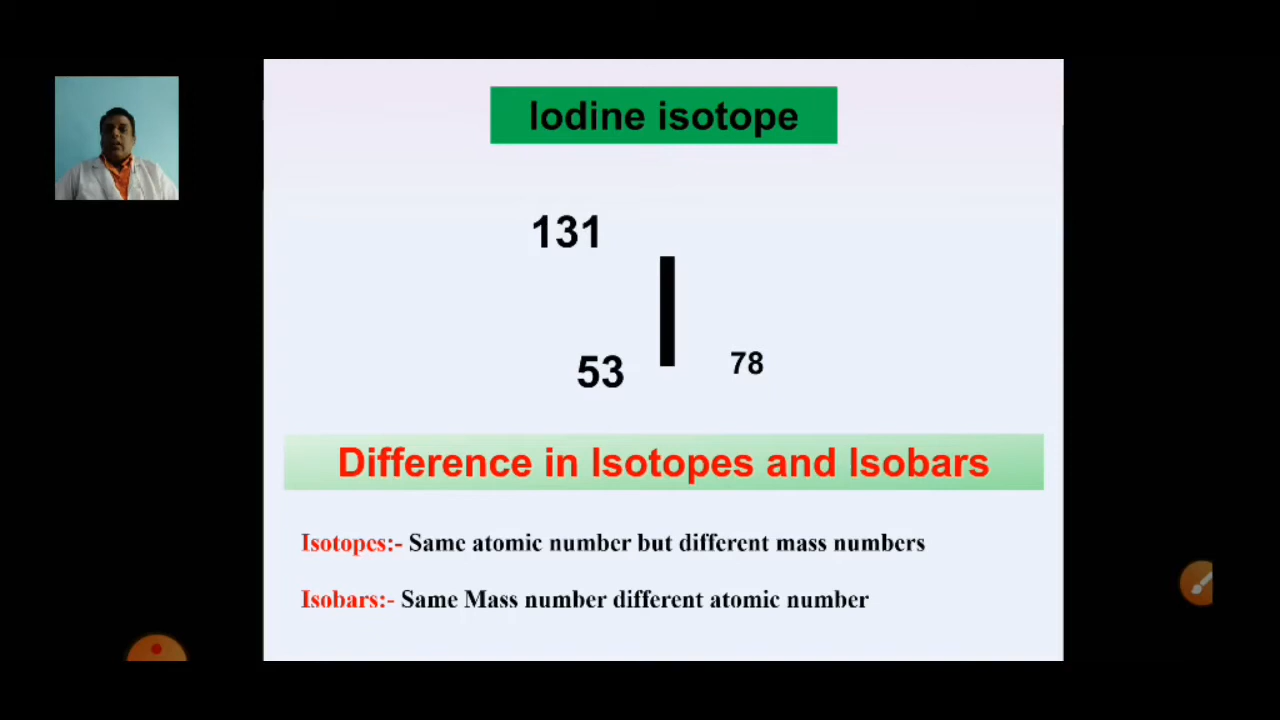 Iodine isotope
131
I
53
78
Difference in Isotopes and Isobars
Isotopes:- Same atomic number but different mass numbers
Isobars:- Same Mass number different atomic number